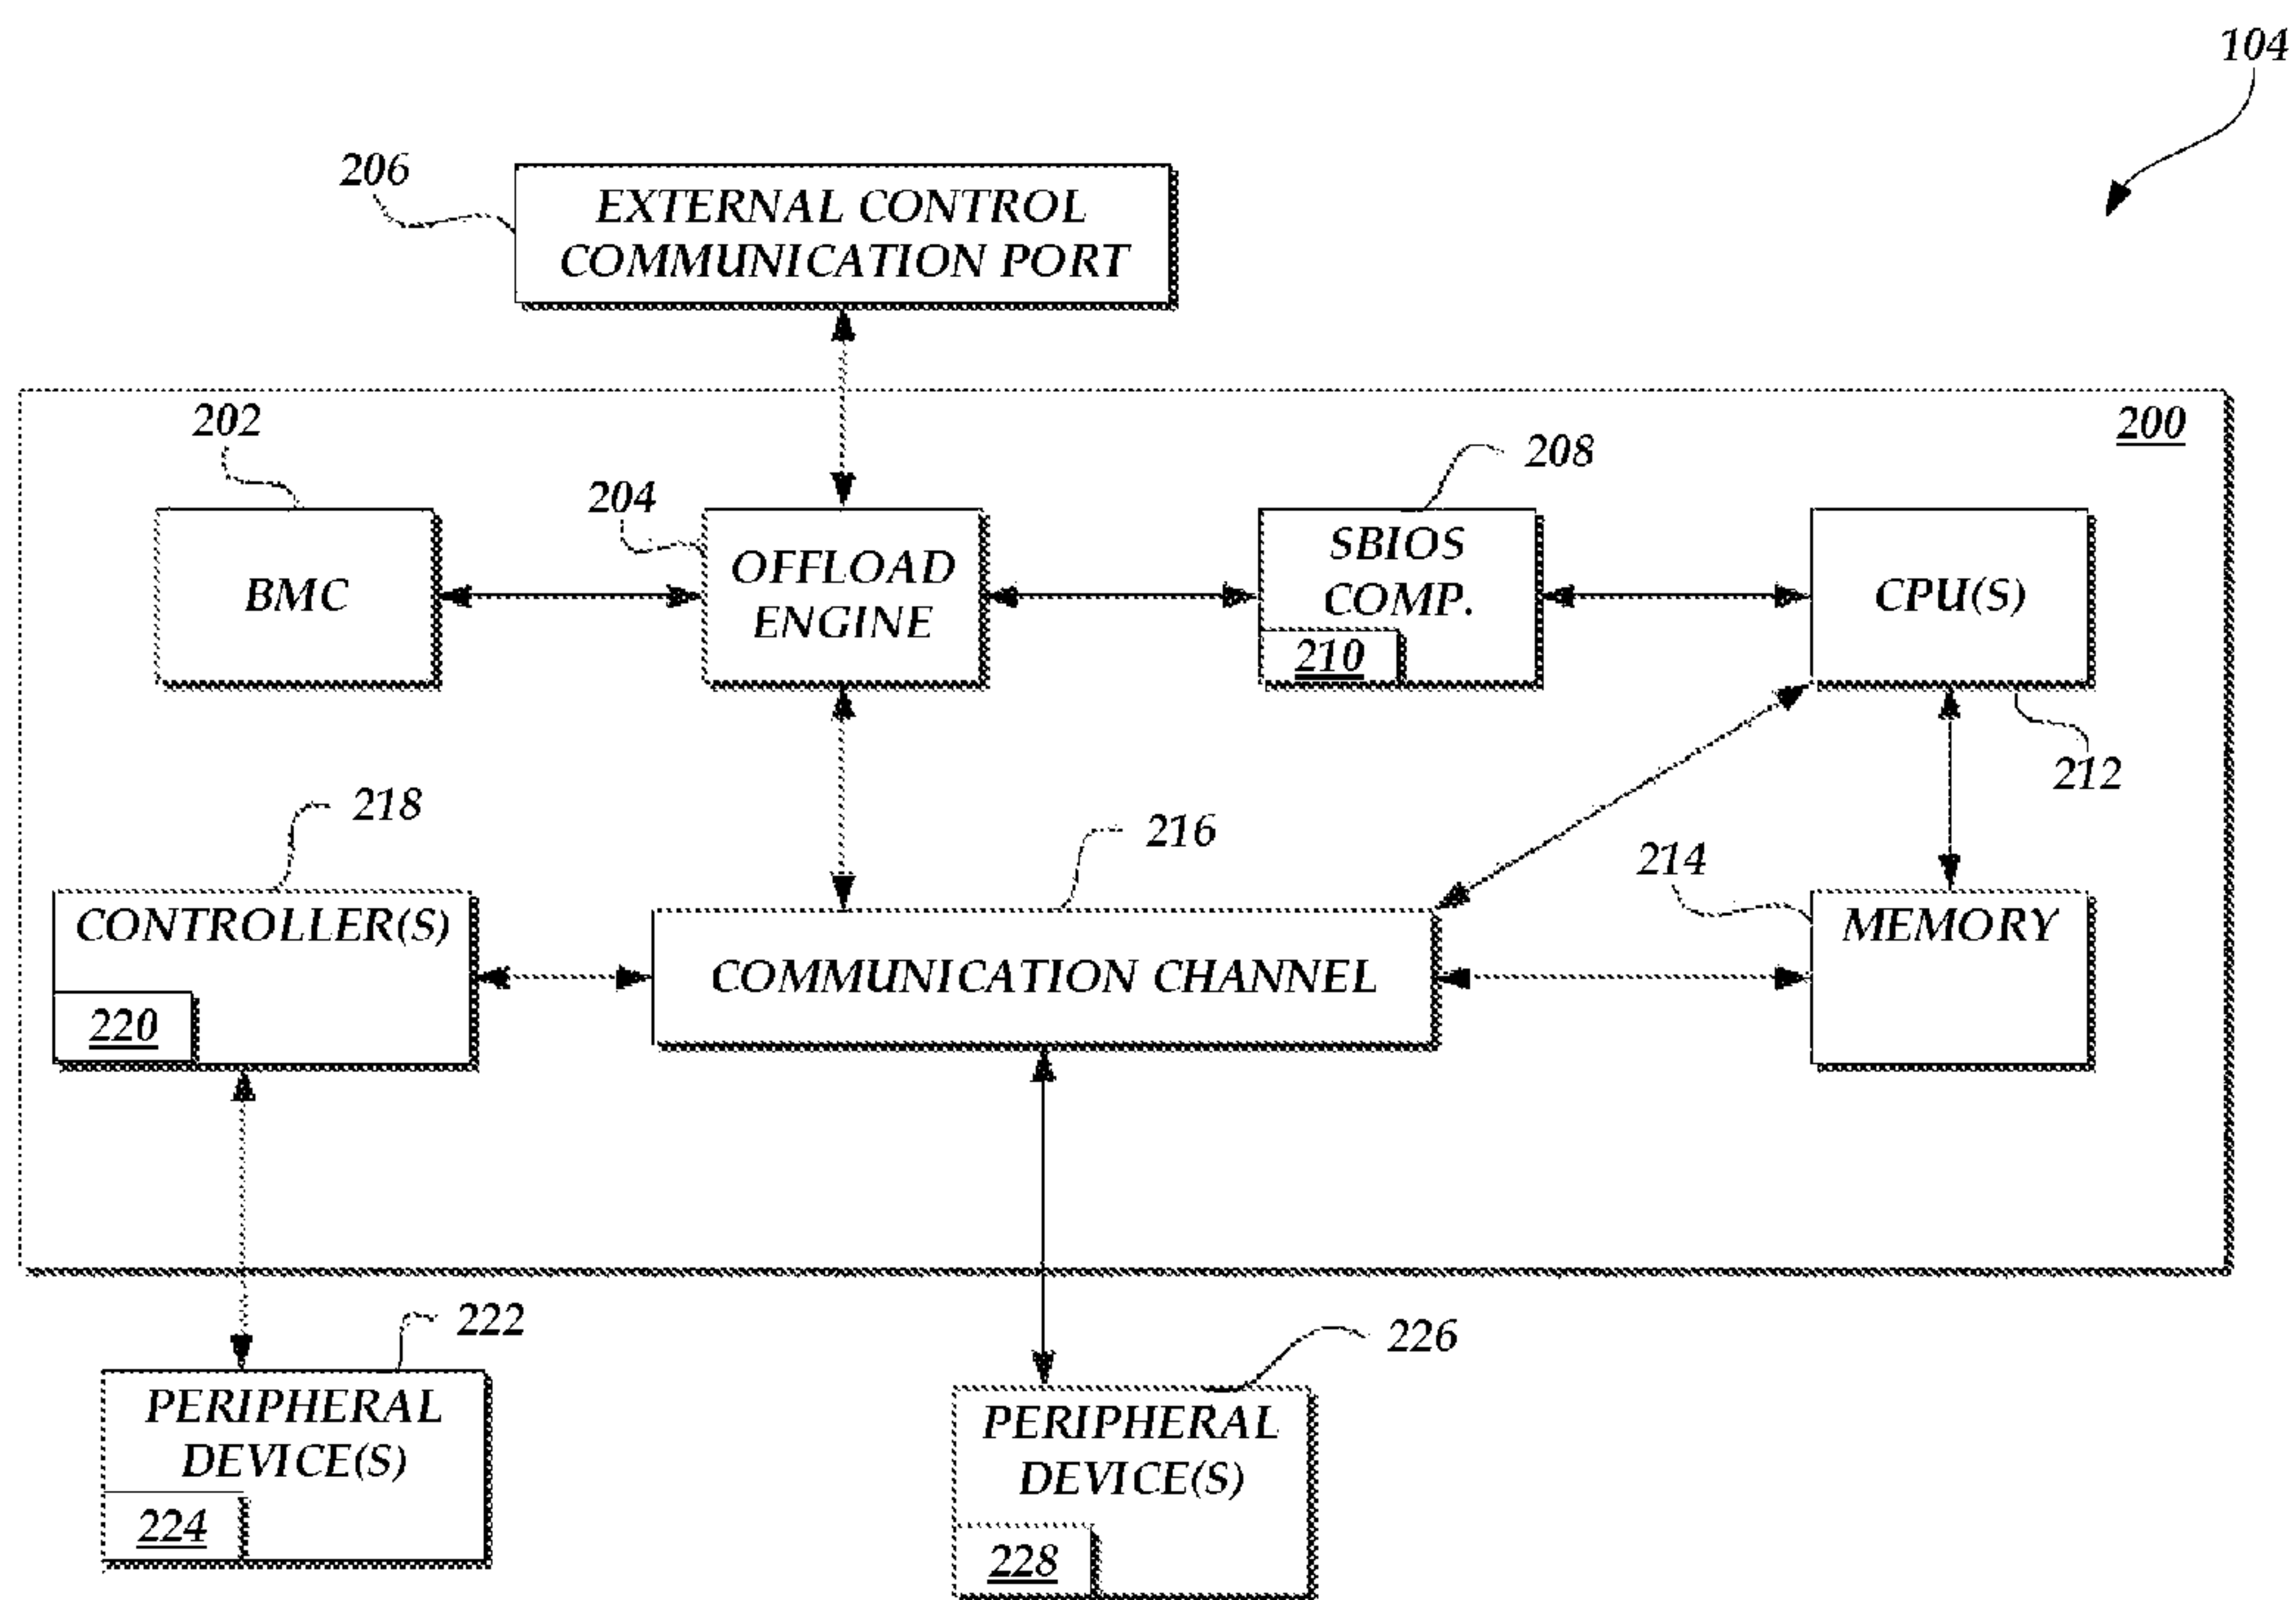 104
206
EXTERNAL CONTROL
COMMUNICATION PORT
200
202
BMC
204
OFFLOAD
ENGINE
208
SBIOS
COMP.
210
CPU(S)
212
218
CONTROLLER(S)
220
216
COMMUNICATION CHANNEL
214
MEMORY
222
PERIPHERAL
DEVICE(S)
224
226
PERIPHERAL
DEVICE(S)
228